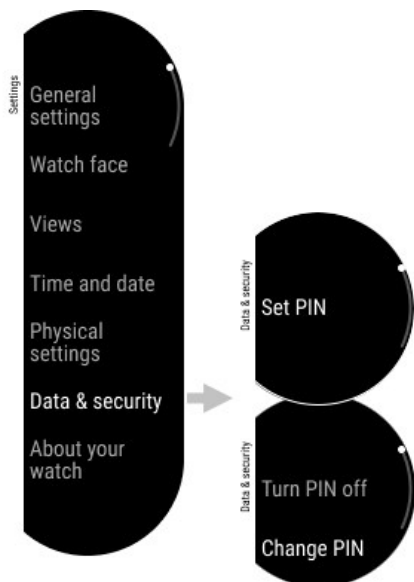 Settings
General
settings
Watch face
Views
Time and date
Physical
settings
Data & security
About your
watch
Data & security
Set PIN
Data & security
Turn PIN off
Change PIN